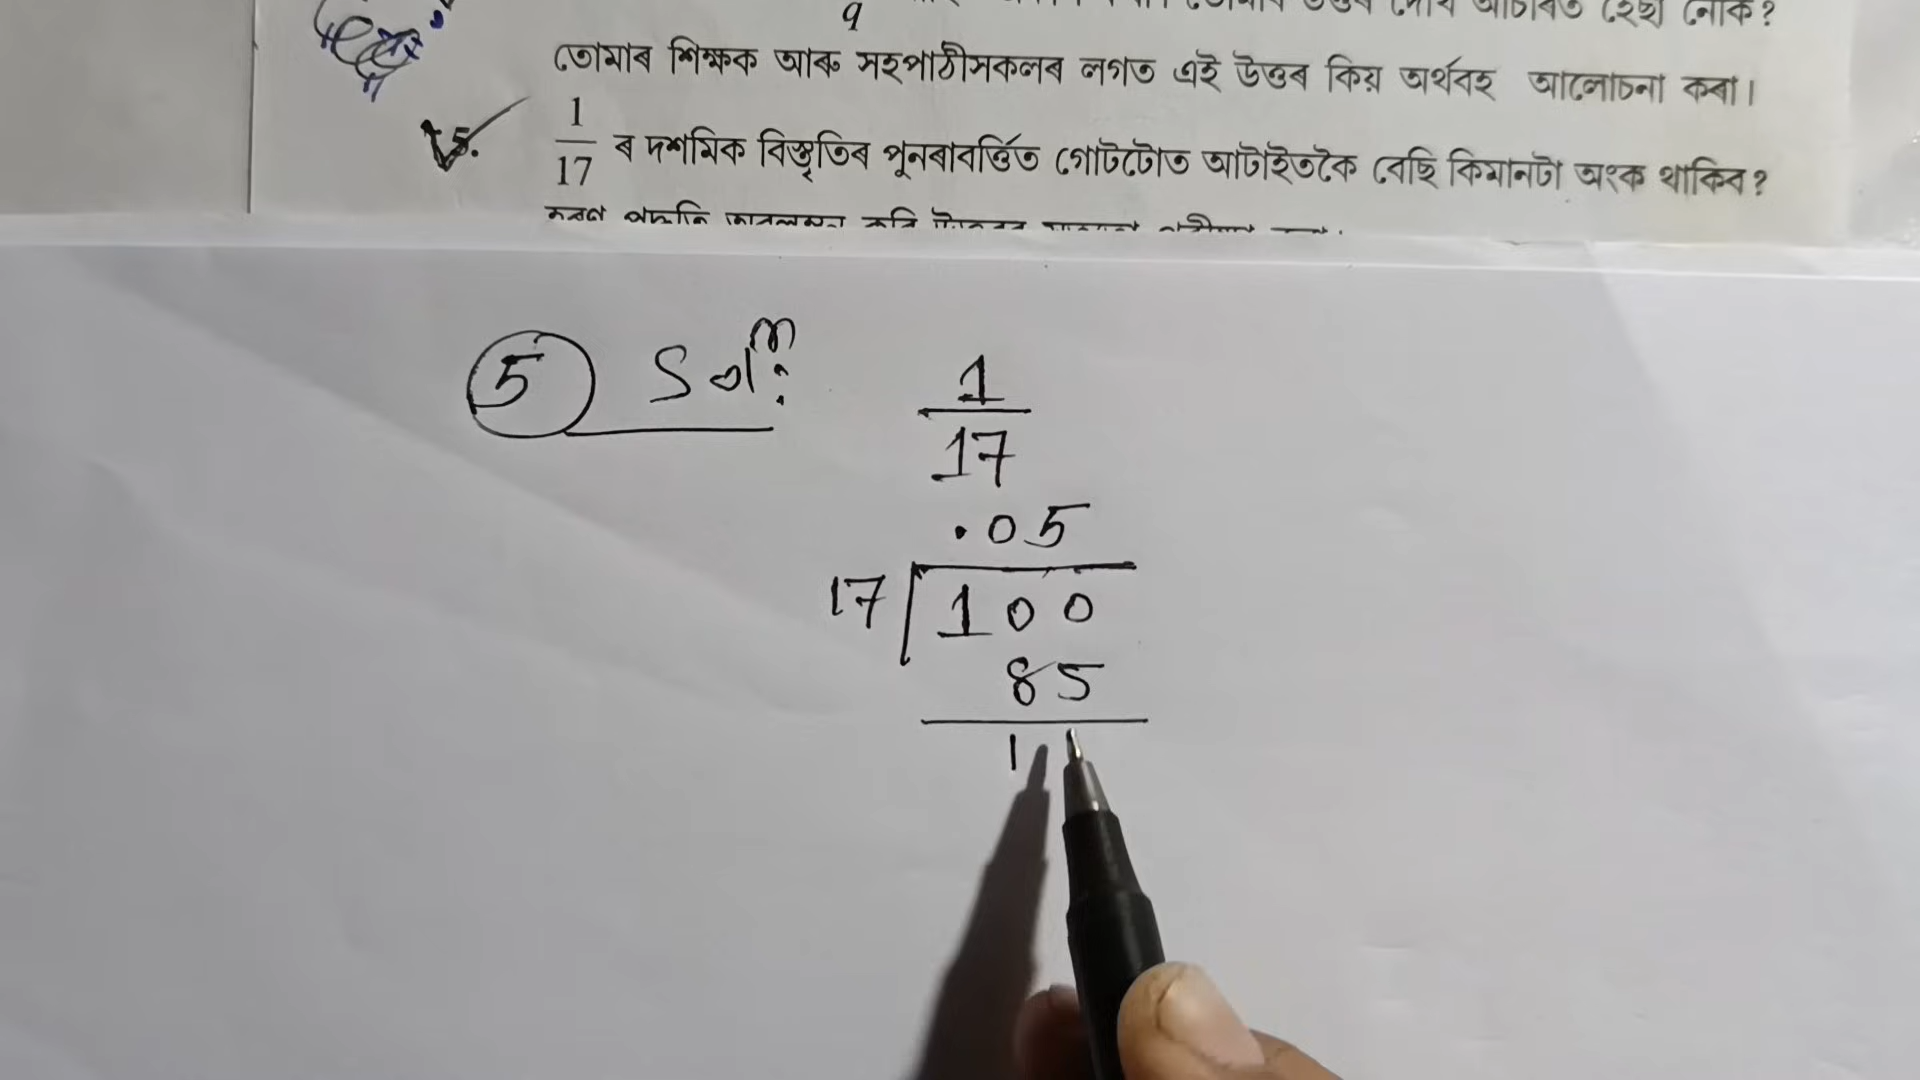 9
তোমাৰ শিক্ষক আৰু সহপাঠীসকলৰ লগত এই উত্তৰ কিয় অৰ্থবহ আলোচনা কৰা।
5. 1/17 ৰ দশমিক বিস্তৃতিৰ পুনৰাবৰ্ত্তিত গোটটোত আটাইতকৈ বেছি কিমানটা অংক থাকিব?
5 Solⁿ:
1
17
.05
17 100
85
1